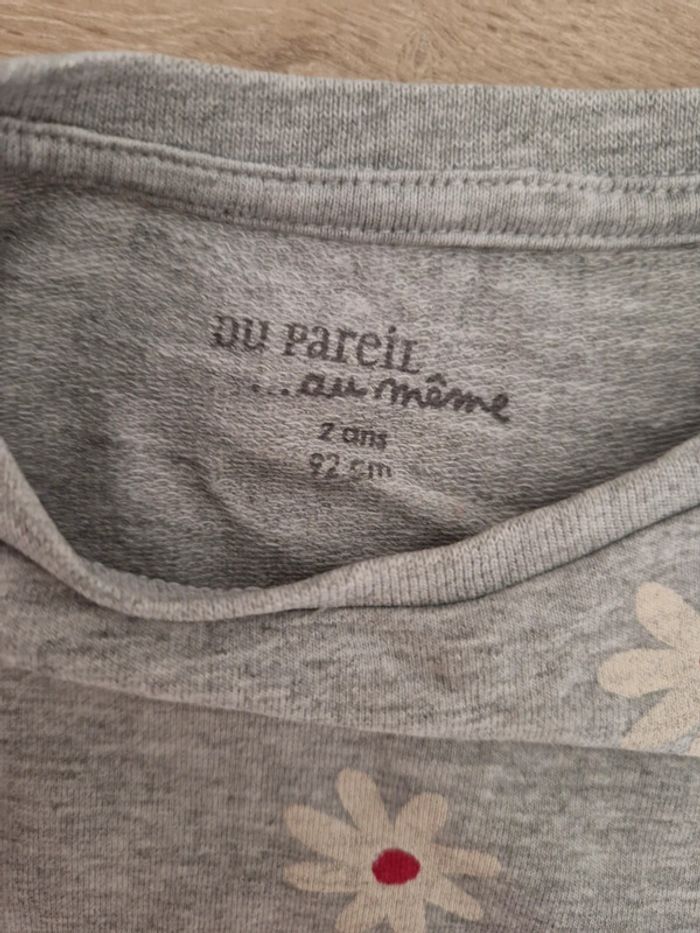 DU PareiL
...au même
2 ans
92 cm